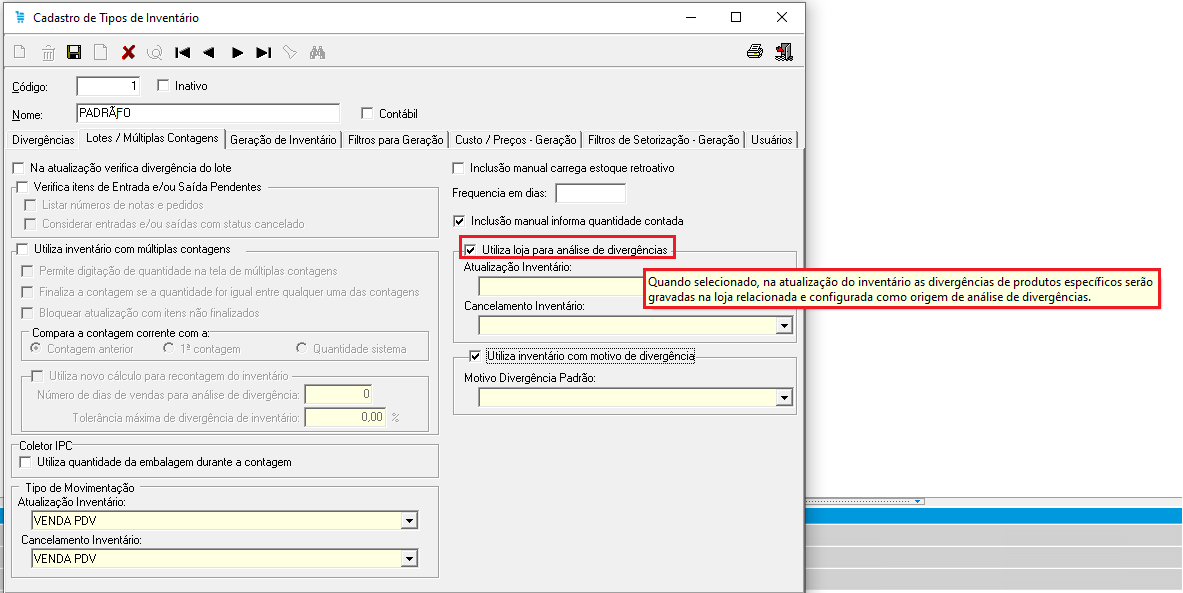 Cadastro de Tipos de Inventário
Código: 1 Inativo
Nome: PADRÃƑO Contábil
Divergências Lotes / Múltiplas Contagens Geração de Inventário Filtros para Geração Custo / Preços - Geração Filtros de Setorização - Geração Usuários
Na atualização verifica divergência do lote
Verifica itens de Entrada e/ou Saída Pendentes
Listar números de notas e pedidos
Considerar entradas e/ou saídas com status cancelado
Utiliza inventário com múltiplas contagens
Permite digitação de quantidade na tela de múltiplas contagens
Finaliza a contagem se a quantidade for igual entre qualquer uma das contagens
Bloquear atualização com itens não finalizados
Compara a contagem corrente com a:
Contagem anterior 1ª contagem Quantidade sistema
Utiliza novo cálculo para recontagem do inventário
Número de dias de vendas para análise de divergência: 0
Tolerância máxima de divergência de inventário: 0,00 %
Coletor IPC
Utiliza quantidade da embalagem durante a contagem
Tipo de Movimentação
Atualização Inventário:
VENDA PDV
Cancelamento Inventário:
VENDA PDV
Inclusão manual carrega estoque retroativo
Frequencia em dias:
Inclusão manual informa quantidade contada
Utiliza loja para análise de divergências
Atualização Inventário:
Quando selecionado, na atualização do inventário as divergências de produtos específicos serão
gravadas na loja relacionada e configurada como origem de análise de divergências.
Cancelamento Inventário:
Utiliza inventário com motivo de divergência
Motivo Divergência Padrão: